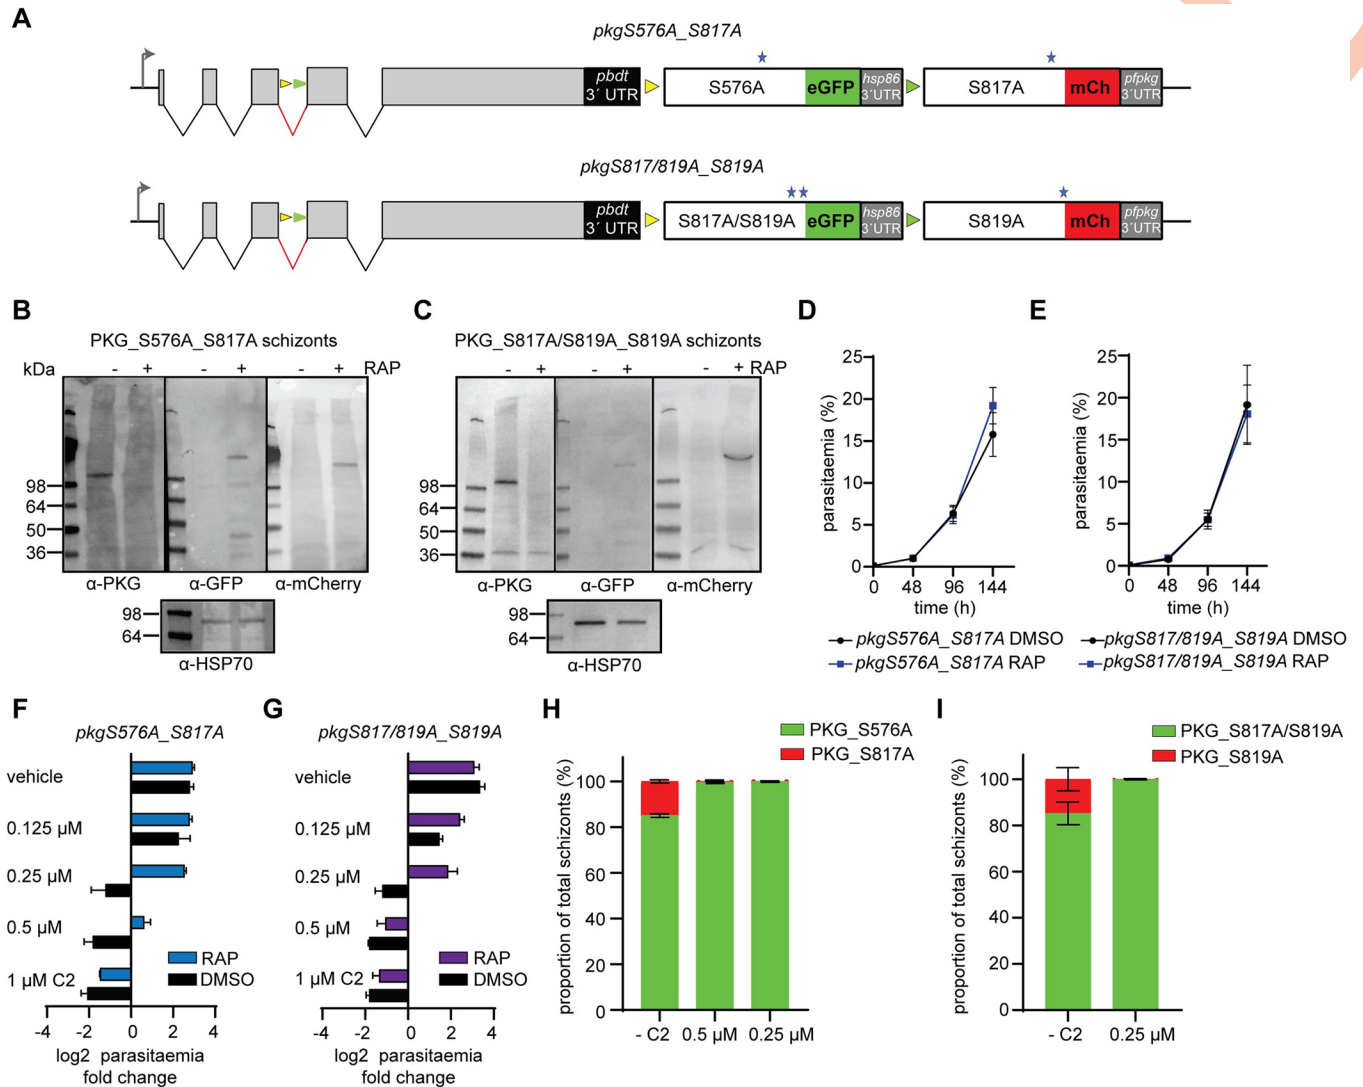 A
pkgS576A_S817A
pbdt
3´ UTR
S576A
eGFP
hsp86
3´UTR
S817A
mCh
pfpkg
3´UTR
pkgS817/819A_S819A
pbdt
3´ UTR
S817A/S819A
eGFP
hsp86
3´UTR
S819A
mCh
pfpkg
3´UTR
B
PKG_S576A_S817A schizonts
kDa
- + - + - + RAP
98
64
50
36
α-PKG α-GFP α-mCherry
98
64
α-HSP70
C
PKG_S817A/S819A_S819A schizonts
- + - + - + RAP
98
64
50
36
α-PKG α-GFP α-mCherry
98
64
α-HSP70
D
parasitaemia (%)
25
20
15
10
5
0
0 48 96 144
time (h)
pkgS576A_S817A DMSO
pkgS576A_S817A RAP
E
parasitaemia (%)
25
20
15
10
5
0
0 48 96 144
time (h)
pkgS817/819A_S819A DMSO
pkgS817/819A_S819A RAP
F
pkgS576A_S817A
vehicle
0.125 µM
0.25 µM
0.5 µM
1 µM C2
RAP
DMSO
-4 -2 0 2 4
log2 parasitaemia
fold change
G
pkgS817/819A_S819A
vehicle
0.125 µM
0.25 µM
0.5 µM
1 µM C2
RAP
DMSO
-4 -2 0 2 4
log2 parasitaemia
fold change
H
PKG_S576A
PKG_S817A
proportion of total schizonts (%)
100
80
60
40
20
0
- C2 0.5 µM 0.25 µM
I
PKG_S817A/S819A
PKG_S819A
proportion of total schizonts (%)
100
80
60
40
20
0
- C2 0.25 µM